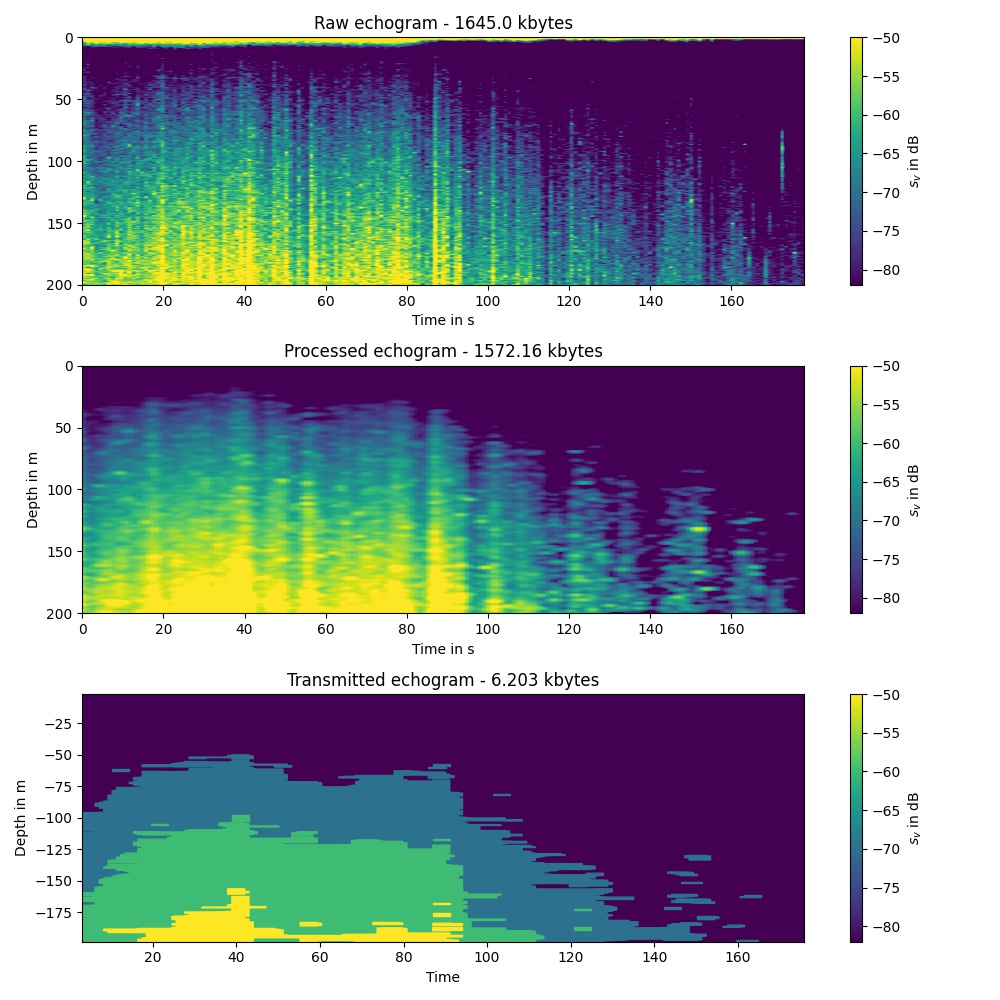 Raw echogram - 1645.0 kbytes
0
50
100
150
200
Depth in m
0 20 40 60 80 100 120 140 160
Time in s
−50
−55
−60
−65
−70
−75
−80
sv in dB
Processed echogram - 1572.16 kbytes
0
50
100
150
200
Depth in m
0 20 40 60 80 100 120 140 160
Time in s
−50
−55
−60
−65
−70
−75
−80
sv in dB
Transmitted echogram - 6.203 kbytes
−25
−50
−75
−100
−125
−150
−175
Depth in m
20 40 60 80 100 120 140 160
Time
−50
−55
−60
−65
−70
−75
−80
sv in dB